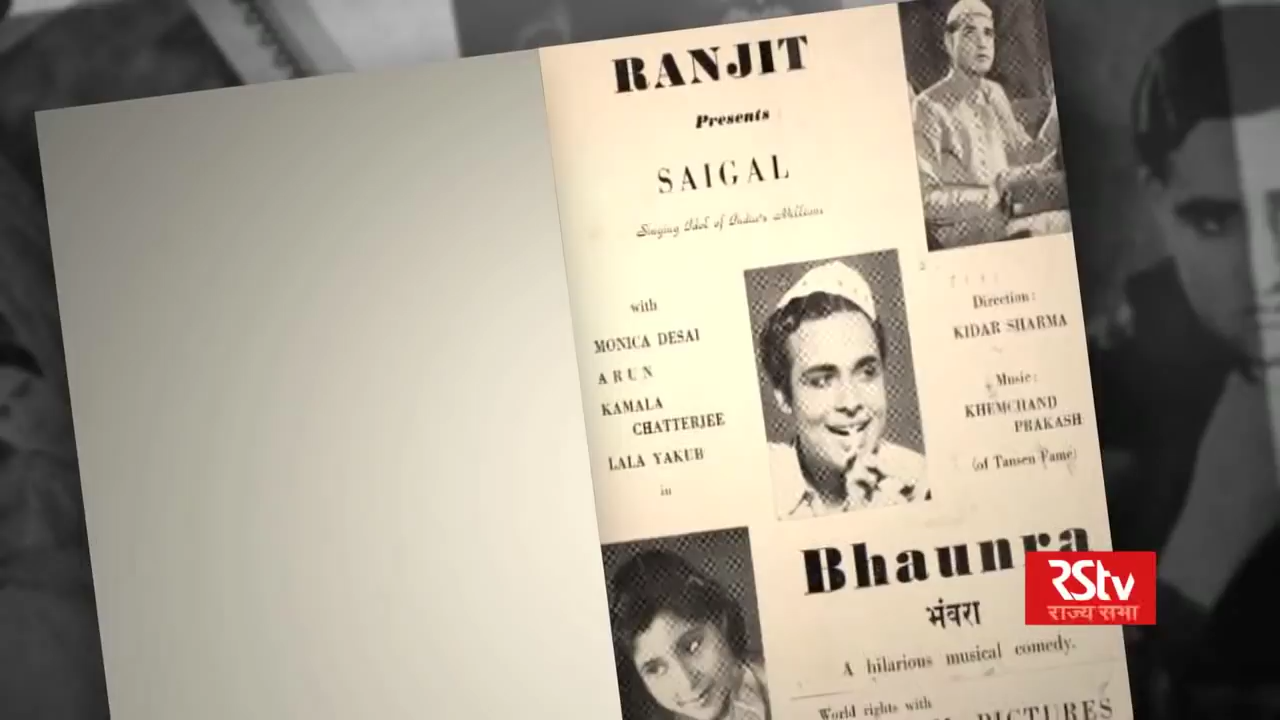 RANJIT
Presents
SAIGAL
Singing Idol of India's Millions
with
MONICA DESAI
ARUN
KAMALA
CHATTERJEE
LALA YAKUB
in
Direction:
KIDAR SHARMA
Music:
KHEMCHAND
PRAKASH
(of Tansen Fame)
Bhaunra
भंवरा
A hilarious musical comedy.
World rights with
PICTURES
RSTV
राज्य सभा